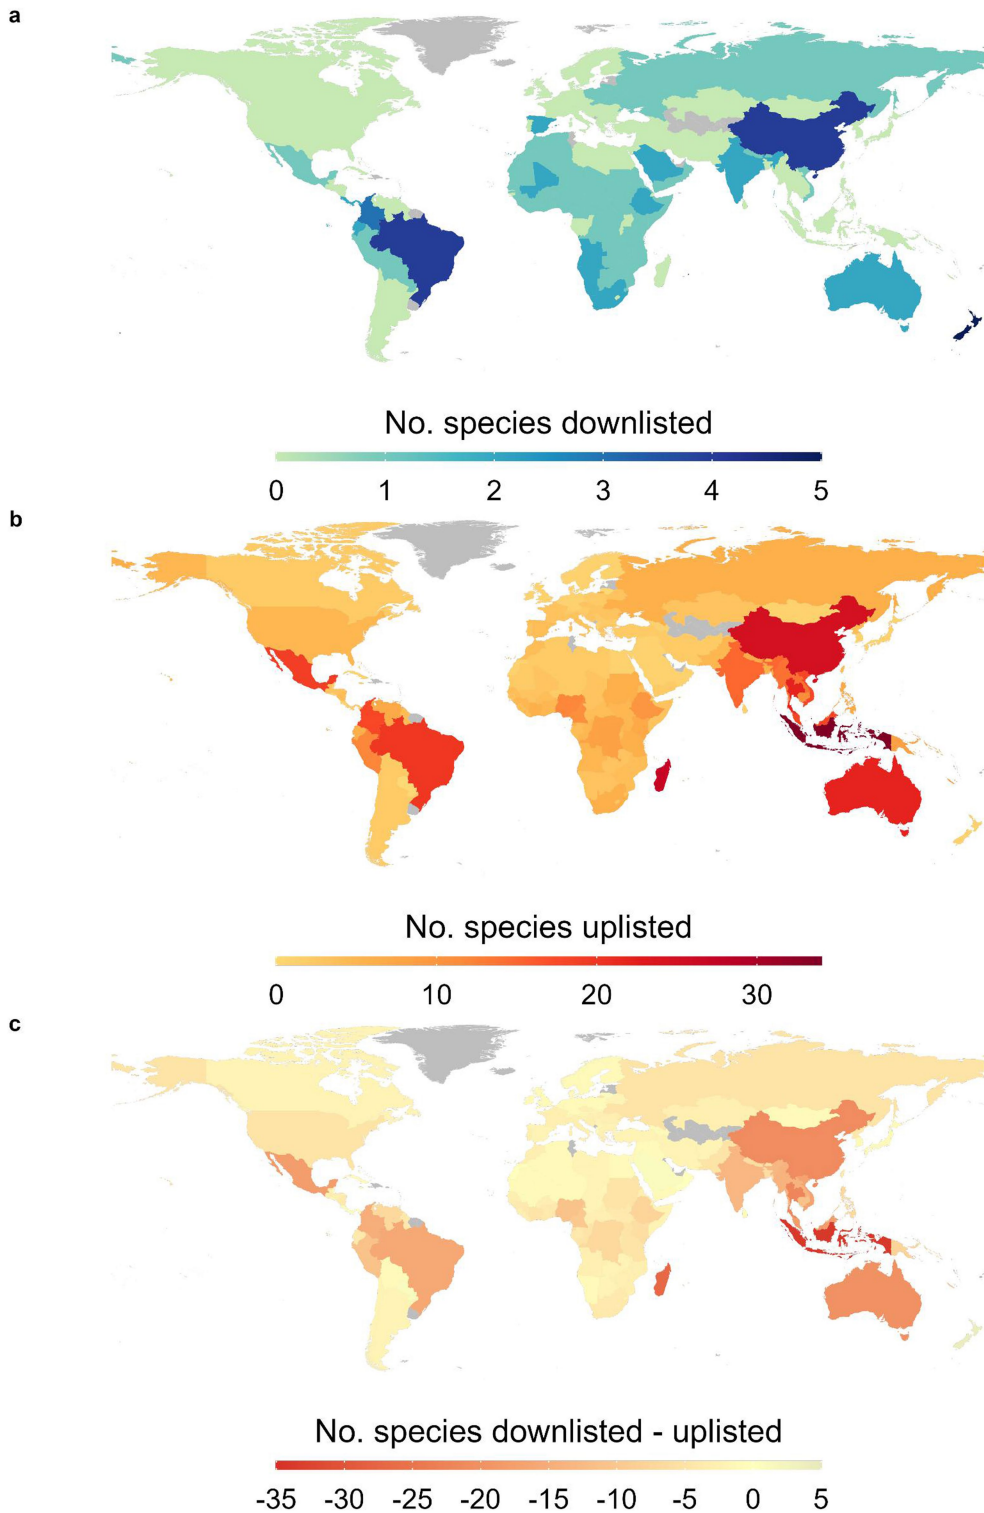 a
No. species downlisted
0 1 2 3 4 5
b
No. species uplisted
0 10 20 30
c
No. species downlisted - uplisted
-35 -30 -25 -20 -15 -10 -5 0 5